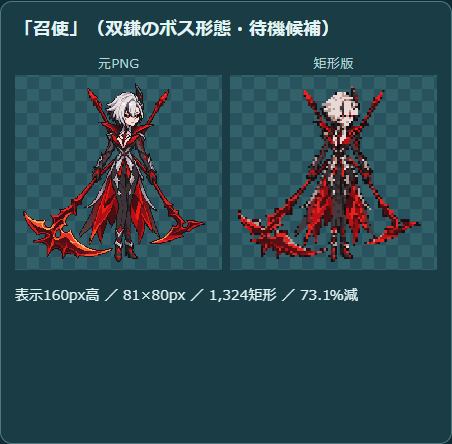 「召使」（双鎌のボス形態・待機候補）
元PNG
矩形版
表示160px高 ／ 81×80px ／ 1,324矩形 ／ 73.1%減